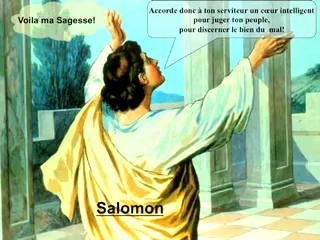 Voila ma Sagesse!
Accorde donc à ton serviteur un cœur intelligent
pour juger ton peuple,
pour discerner le bien du mal!
Salomon